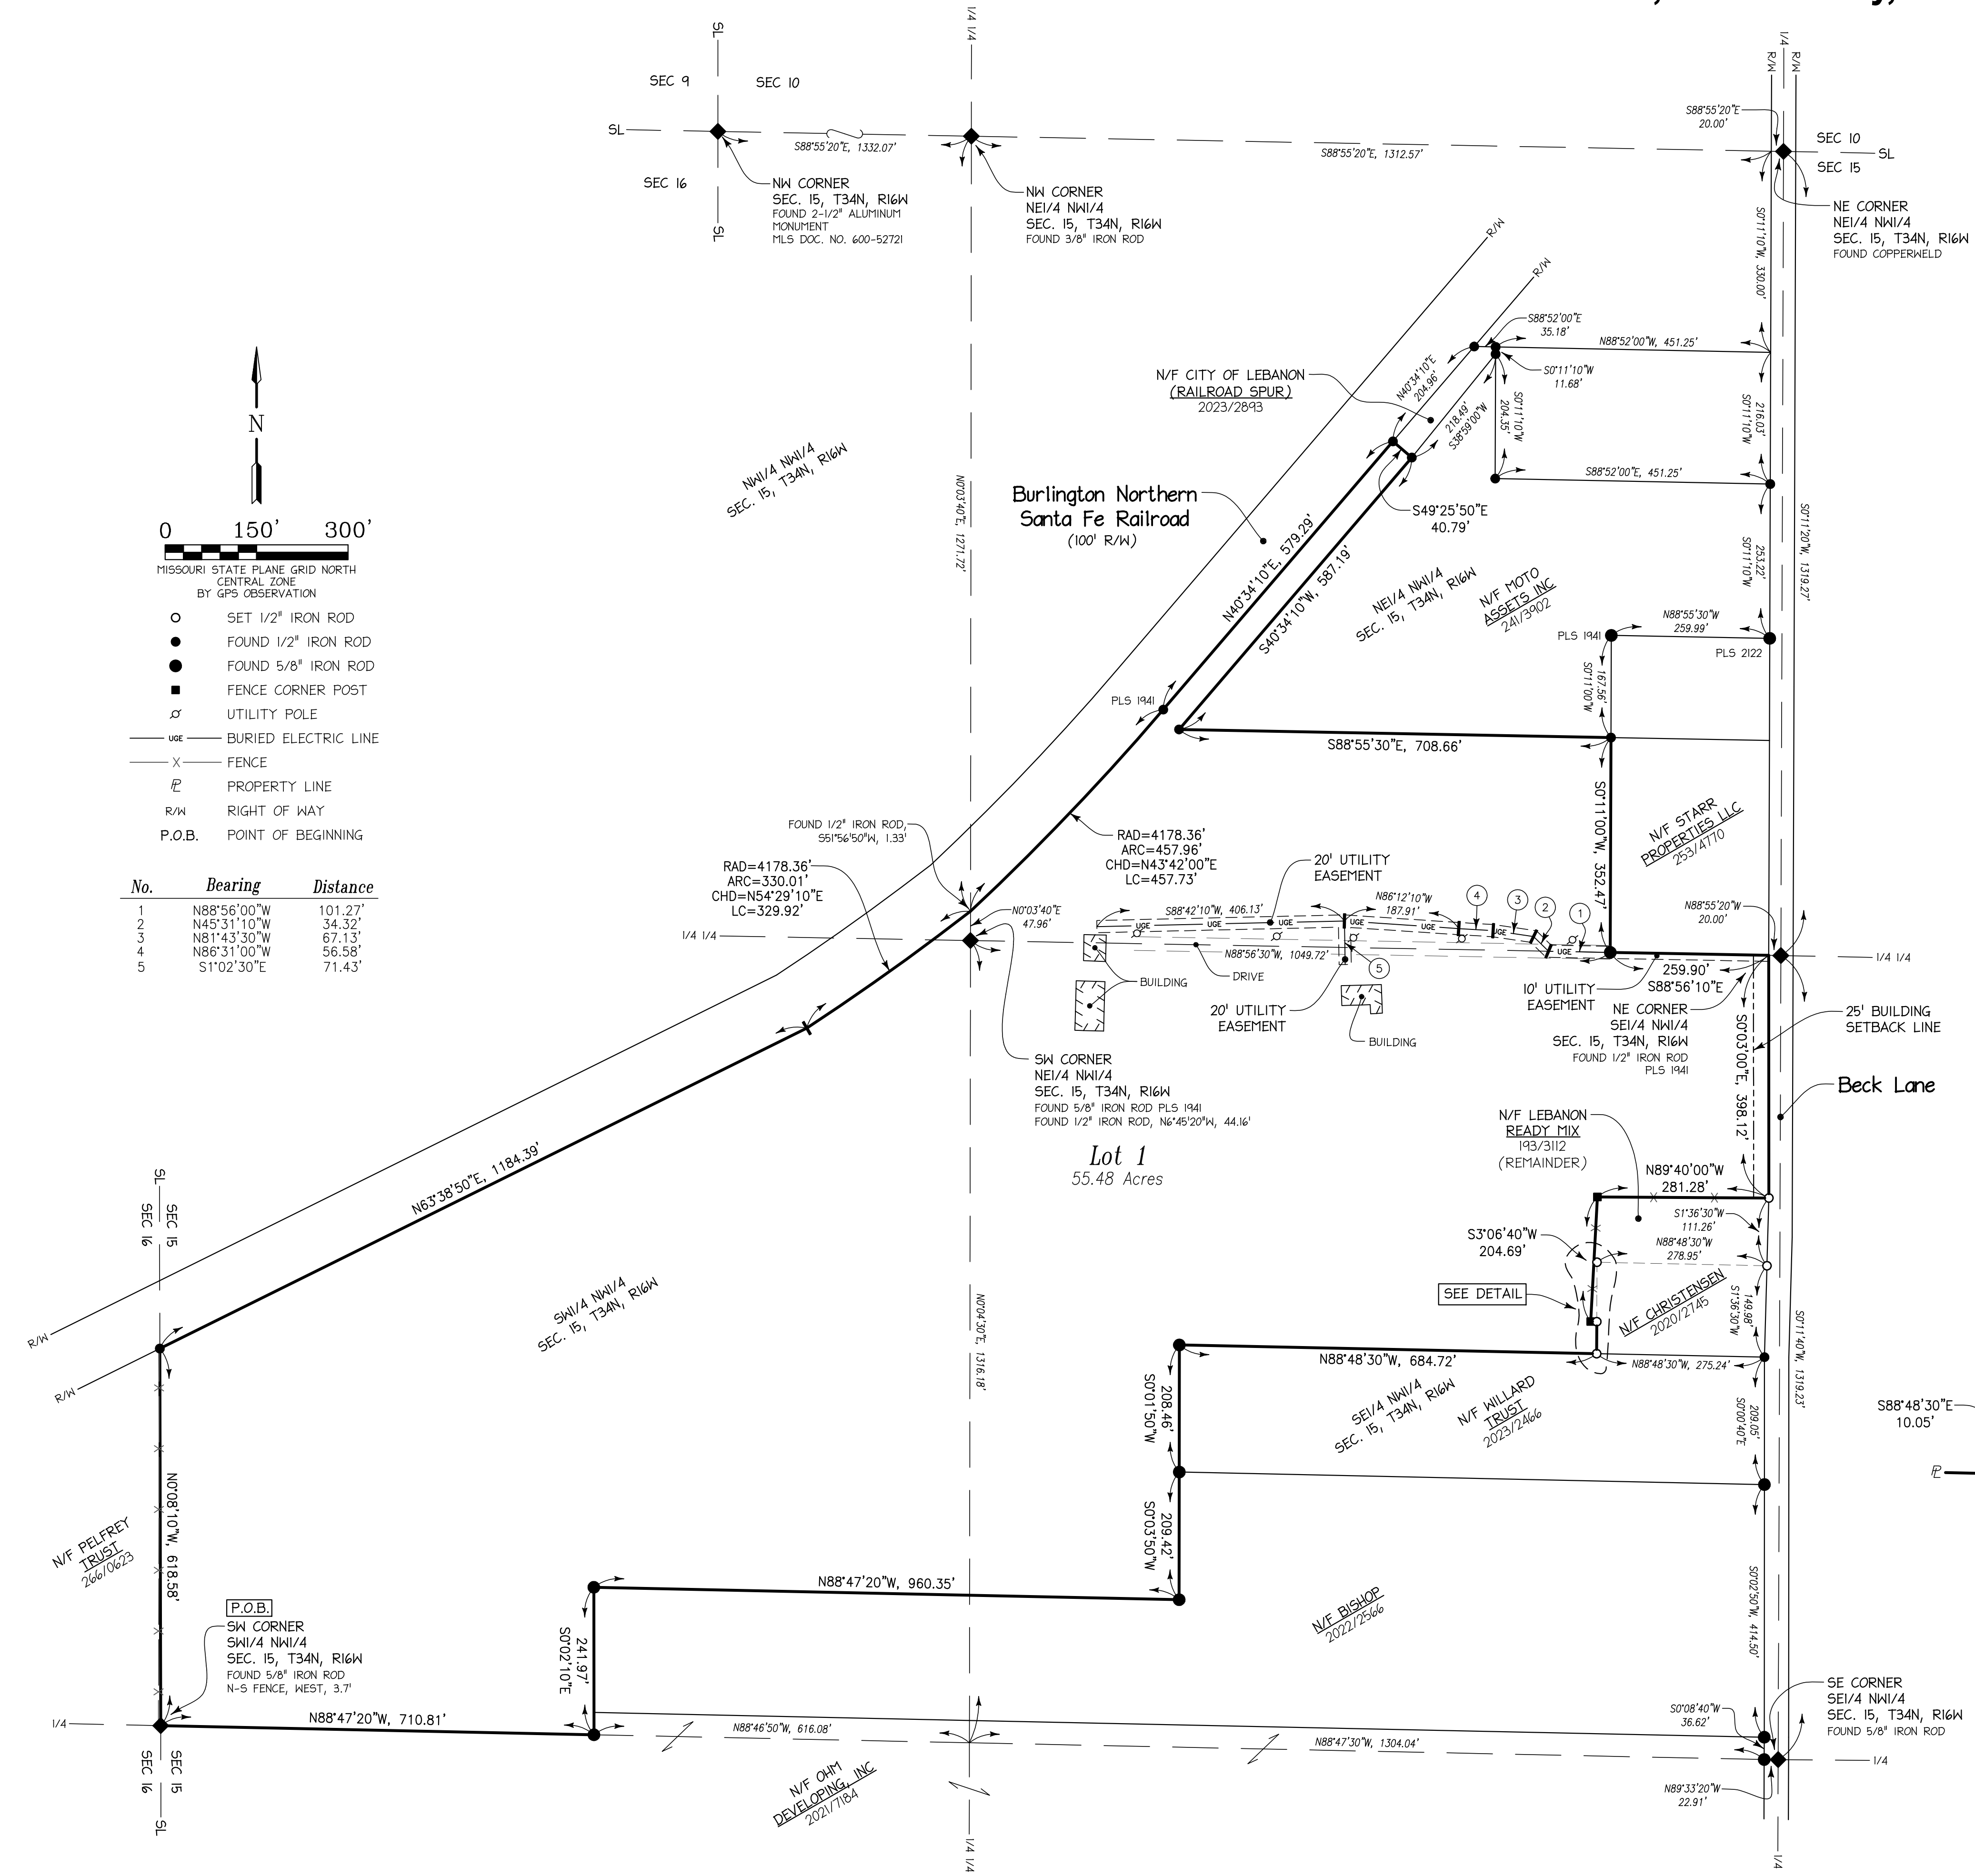 1/4 1/4
SL
1/4
R/W
R/W
SEC 9
SEC 10
SL
S88°55'20"E, 1332.07'
S88°55'20"E, 1312.57'
S88°55'20"E
20.00'
SEC 10
SL
SEC 15
SEC 16
SL
NW CORNER
SEC. 15, T34N, R16W
FOUND 2-1/2" ALUMINUM
MONUMENT
MLS DOC. NO. 600-52721
NW CORNER
NE1/4 NW1/4
SEC. 15, T34N, R16W
FOUND 3/8" IRON ROD
NE CORNER
NE1/4 NW1/4
SEC. 15, T34N, R16W
FOUND COPPERWELD
S0°11'10"W, 330.00'
R/W
R/W
N
0 150' 300'
MISSOURI STATE PLANE GRID NORTH
CENTRAL ZONE
BY GPS OBSERVATION
SET 1/2" IRON ROD
FOUND 1/2" IRON ROD
FOUND 5/8" IRON ROD
FENCE CORNER POST
UTILITY POLE
UGE BURIED ELECTRIC LINE
X FENCE
PL PROPERTY LINE
R/W RIGHT OF WAY
P.O.B. POINT OF BEGINNING
No. Bearing Distance
1 N88°56'00"W 101.27'
2 N45°31'10"W 34.32'
3 N81°43'30"W 67.13'
4 N86°31'00"W 56.58'
5 S1°02'30"E 71.43'
NW1/4 NW1/4
SEC. 15, T34N, R16W
N0°03'40"E, 1271.72'
N/F CITY OF LEBANON
(RAILROAD SPUR)
2023/2893
N40°34'10"E
204.96'
218.49'
S38°59'00"W
S88°52'00"E
35.18'
N88°52'00"W, 451.25'
S0°11'10"W
11.68'
S0°11'10"W
204.35'
216.03'
S0°11'10"W
S88°52'00"E, 451.25'
Burlington Northern
Santa Fe Railroad
(100' R/W)
S49°25'50"E
40.79'
N40°34'10"E, 579.29'
S40°34'10"W, 587.19'
NE1/4 NW1/4
SEC. 15, T34N, R16W
N/F MOTO
ASSETS INC
241/3902
253.22'
S0°11'10"W
S0°11'20"W, 1319.27'
PLS 1941
N88°55'30"W
259.99'
PLS 2122
167.56'
S0°11'00"W
PLS 1941
S88°55'30"E, 708.66'
S0°11'00"W, 352.47'
N/F STARR
PROPERTIES LLC
253/4770
FOUND 1/2" IRON ROD,
S51°56'50"W, 1.33'
RAD=4178.36'
ARC=330.01'
CHD=N54°29'10"E
LC=329.92'
RAD=4178.36'
ARC=457.96'
CHD=N43°42'00"E
LC=457.73'
20' UTILITY
EASEMENT
N0°03'40"E
47.96'
S88°42'10"W, 406.13'
N86°12'10"W
187.91'
4
3
2
1
5
UGE UGE UGE UGE UGE UGE UGE
N88°55'20"W
20.00'
1/4 1/4
1/4 1/4
N88°56'30"W, 1049.72'
DRIVE
BUILDING
20' UTILITY
EASEMENT
BUILDING
259.90'
S88°56'10"E
10' UTILITY
EASEMENT
NE CORNER
SE1/4 NW1/4
SEC. 15, T34N, R16W
FOUND 1/2" IRON ROD
PLS 1941
25' BUILDING
SETBACK LINE
S0°03'00"E, 398.12'
Beck Lane
SW CORNER
NE1/4 NW1/4
SEC. 15, T34N, R16W
FOUND 5/8" IRON ROD PLS 1941
FOUND 1/2" IRON ROD, N6°45'20"W, 44.16'
Lot 1
55.48 Acres
N/F LEBANON
READY MIX
193/3112
(REMAINDER)
N89°40'00"W
281.28'
S1°36'30"W
111.26'
N88°48'30"W
278.95'
S3°06'40"W
204.69'
SEE DETAIL
N/F CHRISTENSEN
2020/2745
149.98'
S1°36'30"W
S0°11'40"W, 1319.23'
N88°48'30"W, 275.24'
N63°38'50"E, 1184.39'
SL
SEC 15
SEC 16
R/W
R/W
SW1/4 NW1/4
SEC. 15, T34N, R16W
N0°04'30"E, 1316.18'
N88°48'30"W, 684.72'
SE1/4 NW1/4
SEC. 15, T34N, R16W
N/F WILLARD
TRUST
2023/2466
209.05'
S0°00'40"E
208.46'
S0°01'50"W
209.42'
S0°03'50"W
S88°48'30"E
10.05'
PL
N/F PELFREY
TRUST
266/0623
N0°08'10"W, 618.58'
P.O.B.
SW CORNER
SW1/4 NW1/4
SEC. 15, T34N, R16W
FOUND 5/8" IRON ROD
N-S FENCE, WEST, 3.7'
N88°47'20"W, 960.35'
241.97'
S0°02'10"E
N/F BISHOP
2022/2566
S0°02'50"W, 414.50'
1/4
N88°47'20"W, 710.81'
N88°46'50"W, 616.08'
N88°47'30"W, 1304.04'
S0°08'40"W
36.62'
SE CORNER
SE1/4 NW1/4
SEC. 15, T34N, R16W
FOUND 5/8" IRON ROD
1/4
N89°33'20"W
22.91'
SEC 15
SEC 16
SL
N/F OHM
DEVELOPING, INC
2021/7184
1/4 1/4
1/4